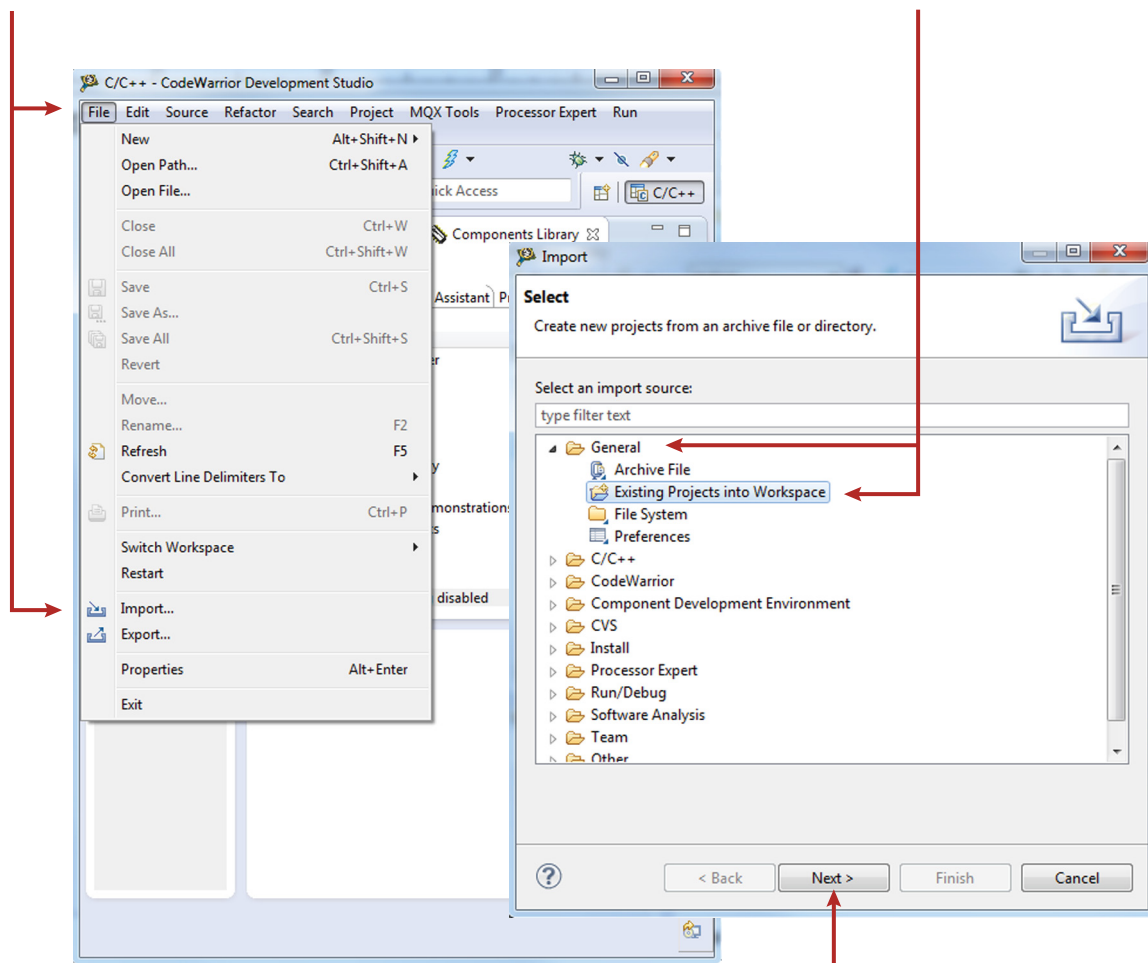 C/C++ - CodeWarrior Development Studio
File Edit Source Refactor Search Project MQX Tools Processor Expert Run
New Alt+Shift+N
Open Path... Ctrl+Shift+A
Open File...
Close Ctrl+W
Close All Ctrl+Shift+W
Save Ctrl+S
Save As...
Save All Ctrl+Shift+S
Revert
Move...
Rename... F2
Refresh F5
Convert Line Delimiters To
Print... Ctrl+P
Switch Workspace
Restart
Import...
Export...
Properties Alt+Enter
Exit
Access
C/C++
Components Library
Assistant
disabled
Import
Select
Create new projects from an archive file or directory.
Select an import source:
type filter text
General
Archive File
Existing Projects into Workspace
File System
Preferences
C/C++
CodeWarrior
Component Development Environment
CVS
Install
Processor Expert
Run/Debug
Software Analysis
Team
Other
< Back Next > Finish Cancel